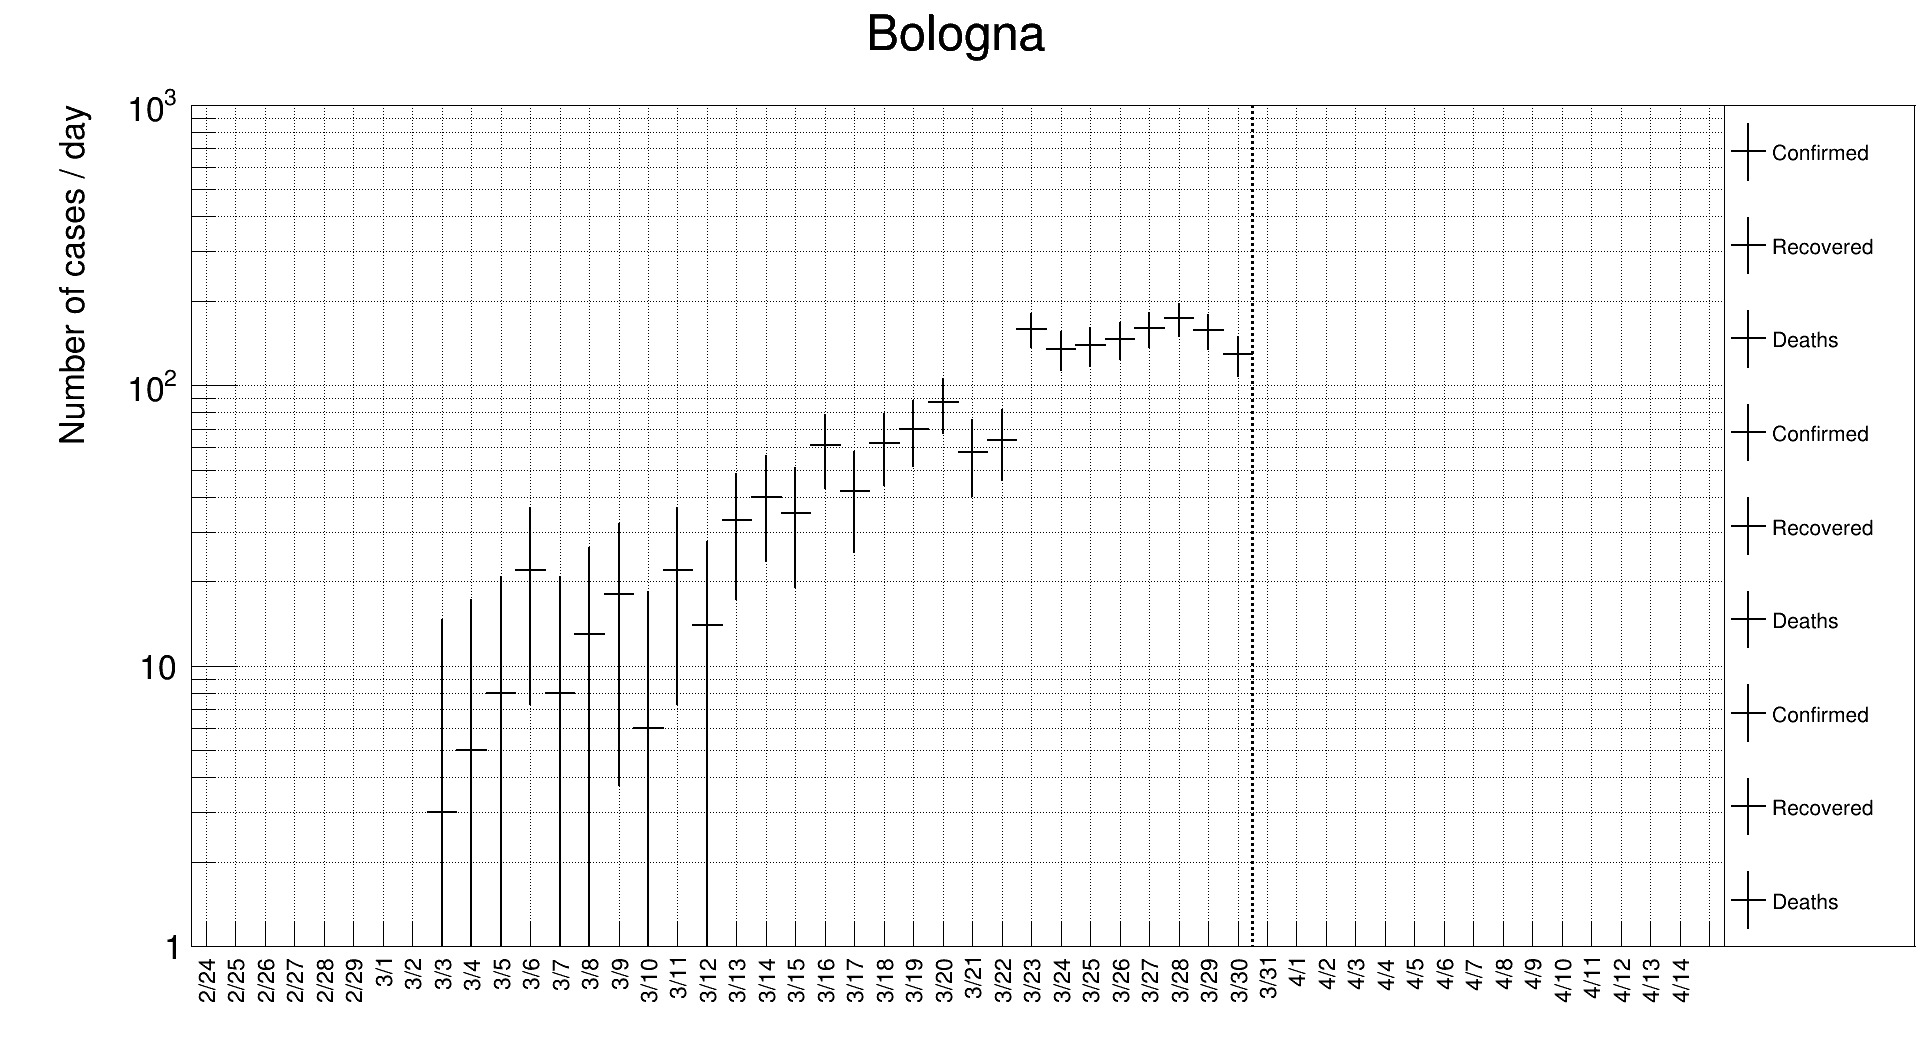 Bologna
Number of cases / day
10³
10²
10
1
2/24 2/25 2/26 2/27 2/28 2/29 3/1 3/2 3/3 3/4 3/5 3/6 3/7 3/8 3/9 3/10 3/11 3/12 3/13 3/14 3/15 3/16 3/17 3/18 3/19 3/20 3/21 3/22 3/23 3/24 3/25 3/26 3/27 3/28 3/29 3/30 3/31 4/1 4/2 4/3 4/4 4/5 4/6 4/7 4/8 4/9 4/10 4/11 4/12 4/13 4/14
Confirmed
Recovered
Deaths
Confirmed
Recovered
Deaths
Confirmed
Recovered
Deaths